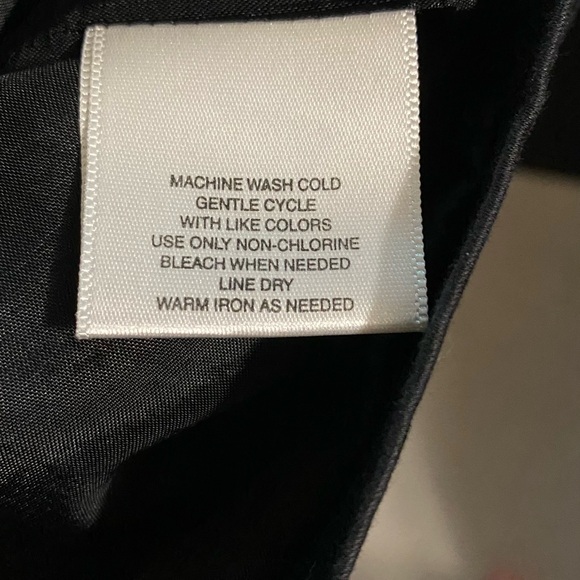 MACHINE WASH COLD
GENTLE CYCLE
WITH LIKE COLORS
USE ONLY NON-CHLORINE
BLEACH WHEN NEEDED
LINE DRY
WARM IRON AS NEEDED